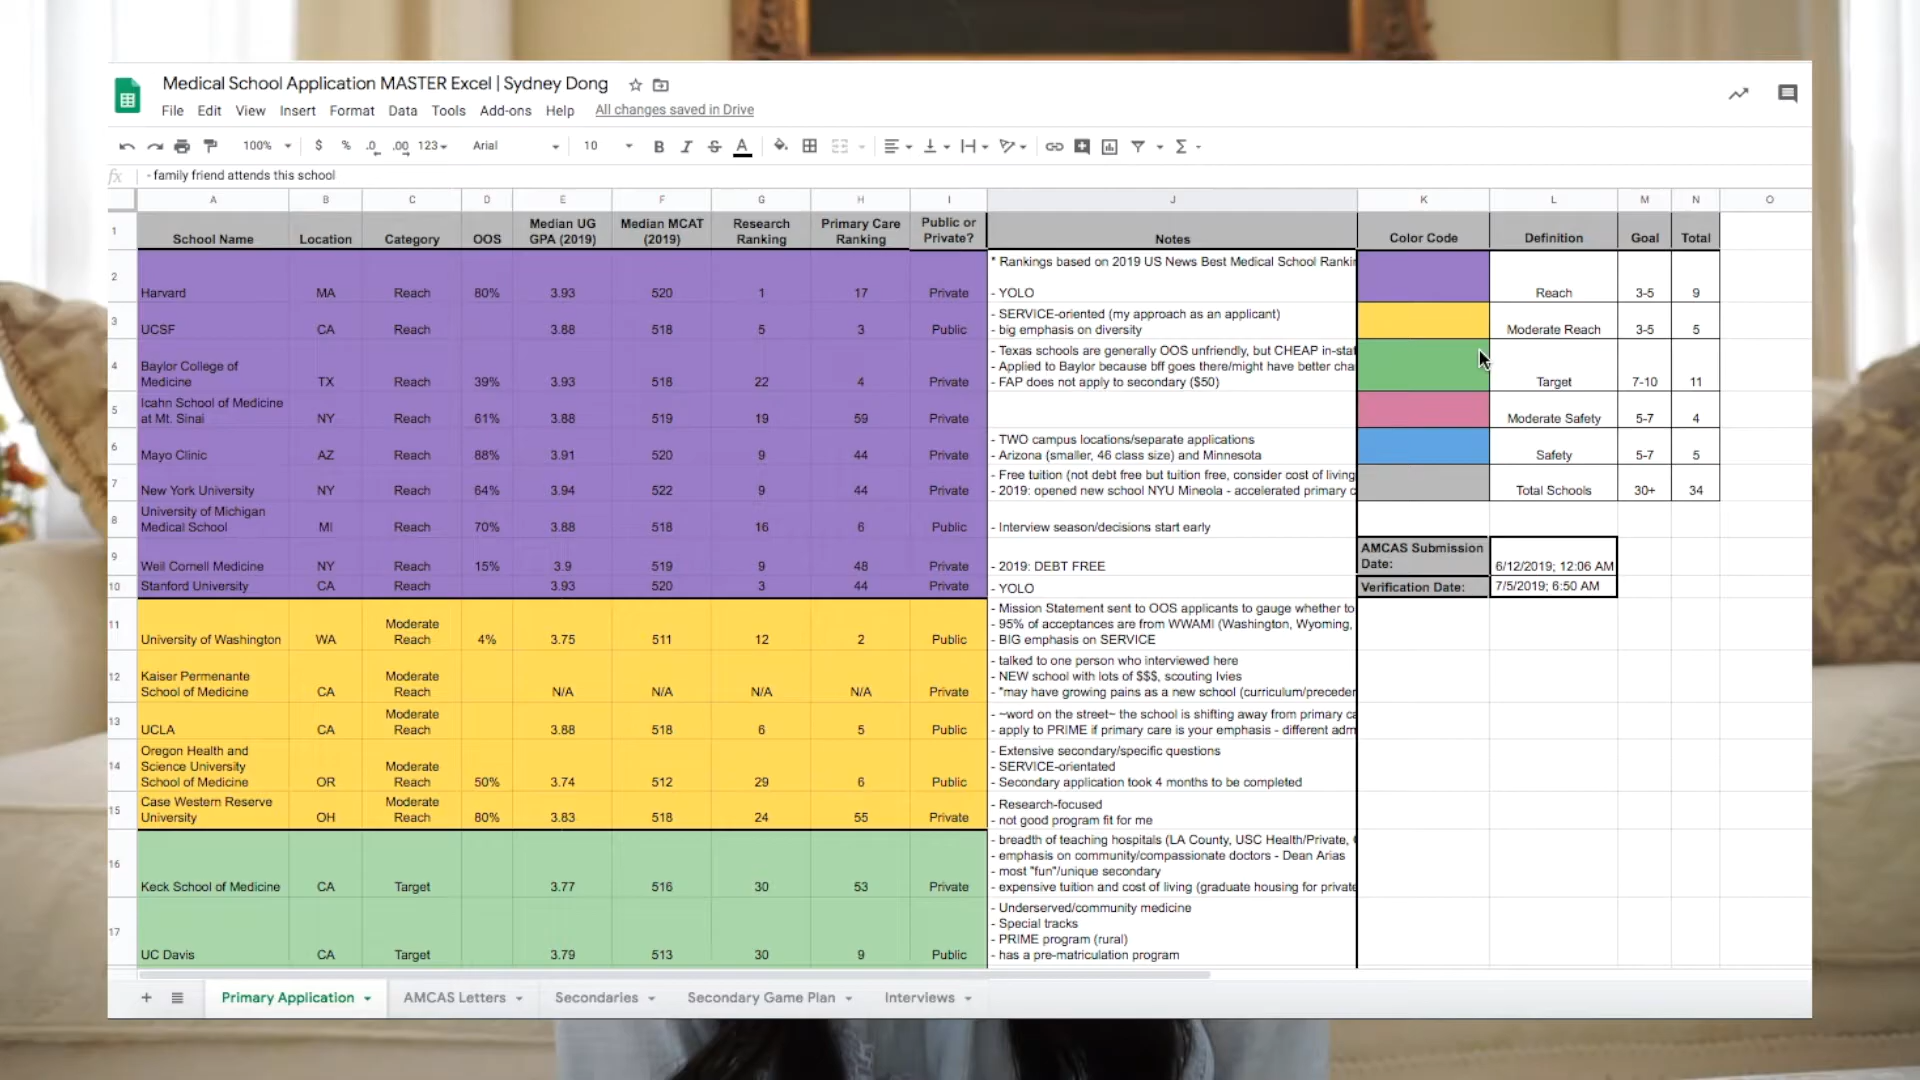 Medical School Application MASTER Excel | Sydney Dong
File Edit View Insert Format Data Tools Add-ons Help All changes saved in Drive
100% $ % .0 .00 123 Arial 10 B I S A
fx - family friend attends this school
A B C D E F G H I J K L M N O
1 School Name Location Category OOS Median UG GPA (2019) Median MCAT (2019) Research Ranking Primary Care Ranking Public or Private? Notes Color Code Definition Goal Total
* Rankings based on 2019 US News Best Medical School Rankin
2 Harvard MA Reach 80% 3.93 520 1 17 Private - YOLO Reach 3-5 9
- SERVICE-oriented (my approach as an applicant)
3 UCSF CA Reach 3.88 518 5 3 Public - big emphasis on diversity Moderate Reach 3-5 5
- Texas schools are generally OOS unfriendly, but CHEAP in-stat
- Applied to Baylor because bff goes there/might have better cha
4 Baylor College of Medicine TX Reach 39% 3.93 518 22 4 Private - FAP does not apply to secondary ($50) Target 7-10 11
5 Icahn School of Medicine at Mt. Sinai NY Reach 61% 3.88 519 19 59 Private Moderate Safety 5-7 4
- TWO campus locations/separate applications
6 Mayo Clinic AZ Reach 88% 3.91 520 9 44 Private - Arizona (smaller, 46 class size) and Minnesota Safety 5-7 5
- Free tuition (not debt free but tuition free, consider cost of living
7 New York University NY Reach 64% 3.94 522 9 44 Private - 2019: opened new school NYU Mineola - accelerated primary c Total Schools 30+ 34
8 University of Michigan Medical School MI Reach 70% 3.88 518 16 6 Public - Interview season/decisions start early
9 Weil Cornell Medicine NY Reach 15% 3.9 519 9 48 Private - 2019: DEBT FREE AMCAS Submission Date: 6/12/2019; 12:06 AM
10 Stanford University CA Reach 3.93 520 3 44 Private - YOLO Verification Date: 7/5/2019; 6:50 AM
- Mission Statement sent to OOS applicants to gauge whether to
- 95% of acceptances are from WWAMI (Washington, Wyoming,
11 University of Washington WA Moderate Reach 4% 3.75 511 12 2 Public - BIG emphasis on SERVICE
- talked to one person who interviewed here
- NEW school with lots of $$$, scouting Ivies
12 Kaiser Permenante School of Medicine CA Moderate Reach N/A N/A N/A N/A Private - "may have growing pains as a new school (curriculum/preceder
- ~word on the street~ the school is shifting away from primary ca
13 UCLA CA Moderate Reach 3.88 518 6 5 Public - apply to PRIME if primary care is your emphasis - different adm
- Extensive secondary/specific questions
- SERVICE-orientated
14 Oregon Health and Science University School of Medicine OR Moderate Reach 50% 3.74 512 29 6 Public - Secondary application took 4 months to be completed
- Research-focused
15 Case Western Reserve University OH Moderate Reach 80% 3.83 518 24 55 Private - not good program fit for me
- breadth of teaching hospitals (LA County, USC Health/Private,
- emphasis on community/compassionate doctors - Dean Arias
- most "fun"/unique secondary
16 Keck School of Medicine CA Target 3.77 516 30 53 Private - expensive tuition and cost of living (graduate housing for private
- Underserved/community medicine
- Special tracks
- PRIME program (rural)
17 UC Davis CA Target 3.79 513 30 9 Public - has a pre-matriculation program
Primary Application AMCAS Letters Secondaries Secondary Game Plan Interviews